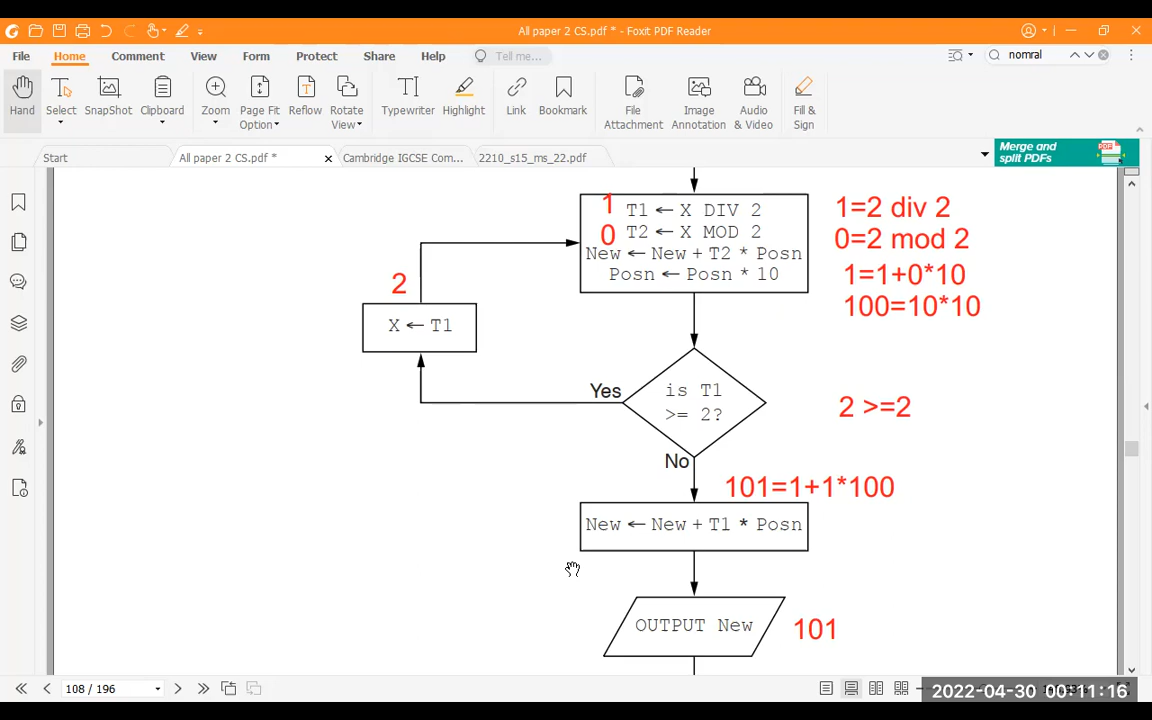 All paper 2 CS.pdf * - Foxit PDF Reader
File Home Comment View Form Protect Share Help Tell me... nomral
Hand Select SnapShot Clipboard Zoom Page Fit Option Reflow Rotate View Typewriter Highlight Link Bookmark File Attachment Image Annotation Audio & Video Fill & Sign
Start All paper 2 CS.pdf * Cambridge IGCSE Com... 2210_s15_ms_22.pdf Merge and split PDFs PDF
1 T1 ← X DIV 2 1=2 div 2
0 T2 ← X MOD 2 0=2 mod 2
New ← New + T2 * Posn 1=1+0*10
Posn ← Posn * 10 100=10*10
2
X ← T1
Yes is T1 >= 2? 2 >=2
No
101=1+1*100
New ← New + T1 * Posn
OUTPUT New 101
108 / 196
2022-04-30 00:11:16